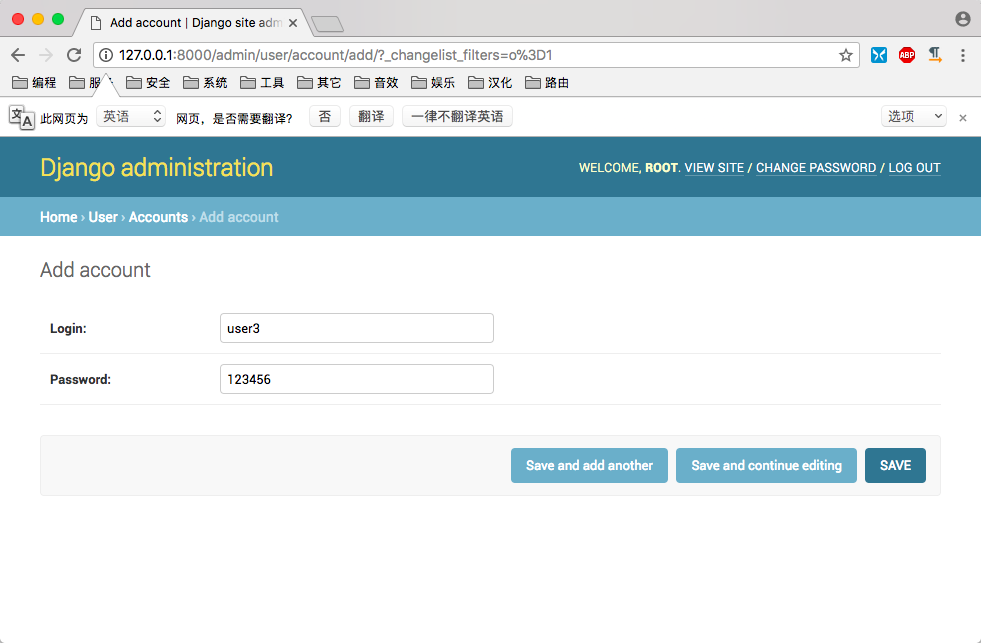 Add account | Django site adm
127.0.0.1:8000/admin/user/account/add/?_changelist_filters=o%3D1
ABP
编程 服 安全 系统 工具 其它 音效 娱乐 汉化 路由
文A 此网页为 英语 网页，是否需要翻译? 否 翻译 一律不翻译英语 选项
Django administration
WELCOME, ROOT. VIEW SITE / CHANGE PASSWORD / LOG OUT
Home › User › Accounts › Add account
Add account
Login: user3
Password: 123456
Save and add another Save and continue editing SAVE